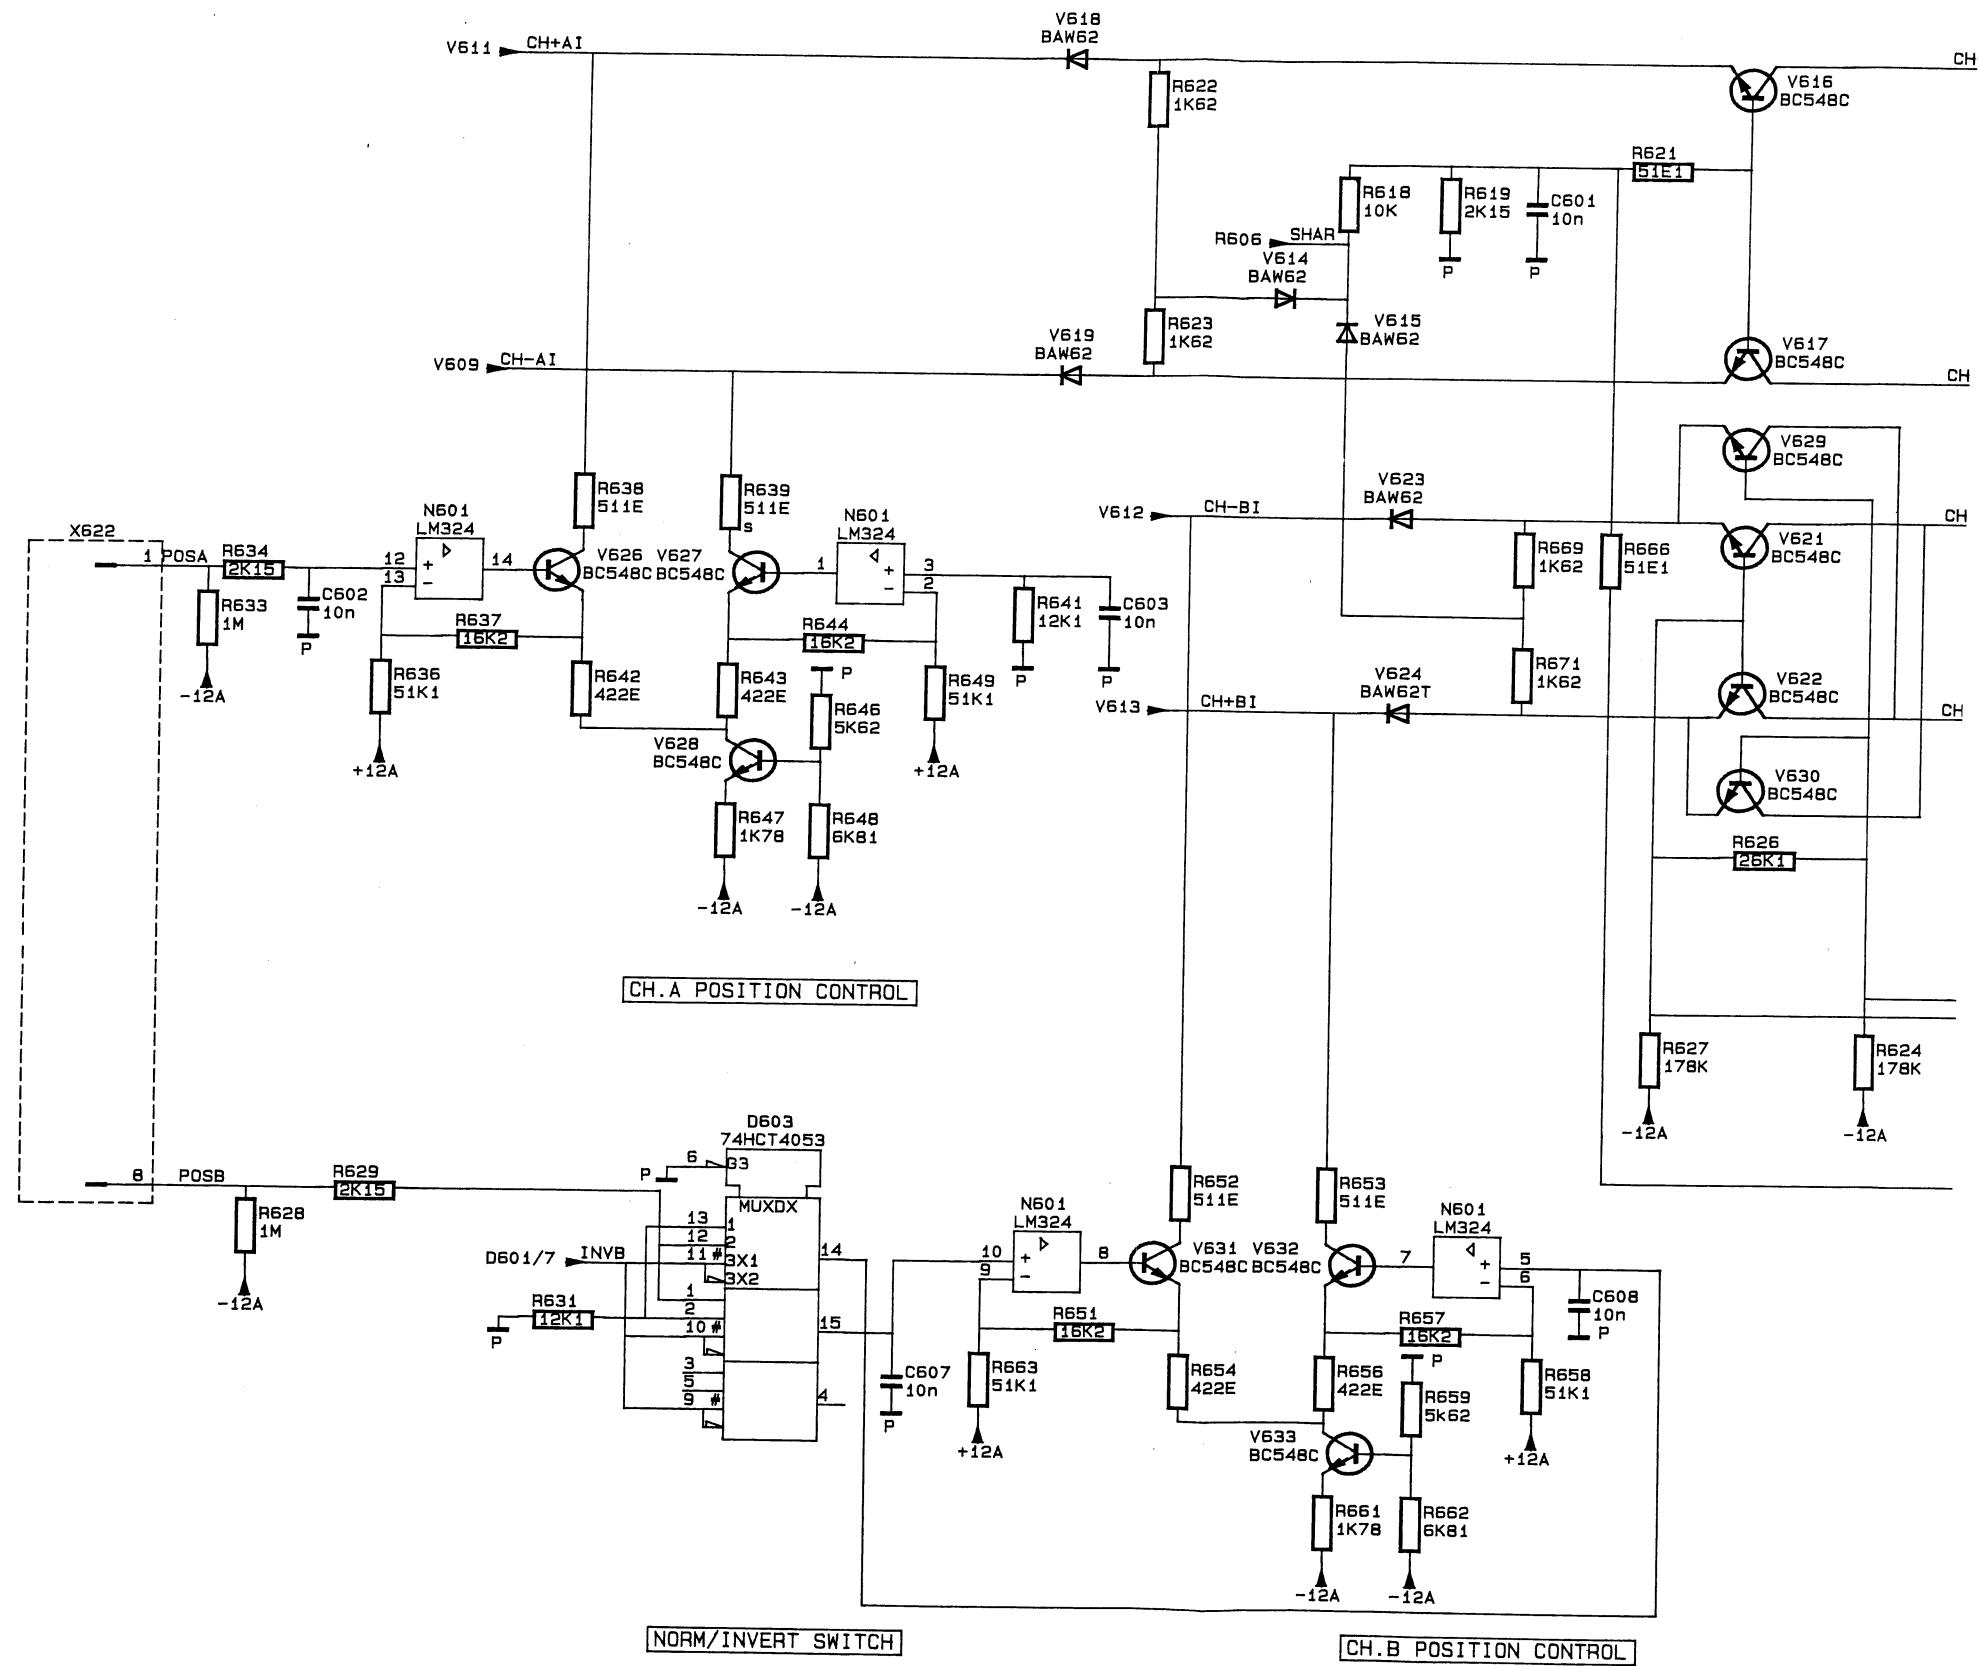 V618
BAW62
V611 CH+AI
CH
V616
BC548C
R622
1K62
R621
51E1
R618
10K
R619
2K15
C601
10n
R606 SHAR
P
P
V614
BAW62
R623
1K62
V615
BAW62
V619
BAW62
V617
BC548C
V609 CH-AI
CH
V629
BC548C
R638
511E
R639
511E
s
V623
BAW62
N601
LM324
N601
LM324
V612 CH-BI
CH
X622
1 POSA
R634
2K15
12
13
+
-
14
V626
BC548C
V627
BC548C
1
+
-
3
2
R669
1K62
R666
51E1
V621
BC548C
R633
1M
C602
10n
P
R637
16K2
R644
16K2
R641
12K1
C603
10n
P
P
-12A
R636
51K1
R642
422E
R643
422E
P
R649
51K1
R646
5K62
R671
1K62
V624
BAW62T
V622
BC548C
V613 CH+BI
CH
+12A
V628
BC548C
+12A
V630
BC548C
R647
1K78
R648
6K81
R626
26K1
-12A
-12A
CH.A POSITION CONTROL
R627
178K
R624
178K
-12A
-12A
D603
74HCT4053
8 POSB
R629
2K15
P
6
G3
MUXDX
R628
1M
-12A
13
1
12
2
11 #
3X1
3X2
14
D601/7 INVB
1
2
10 #
15
R631
12K1
P
3
5
9 #
4
C607
10n
P
R652
511E
R653
511E
N601
LM324
N601
LM324
10
9
+
-
8
V631
BC548C
V632
BC548C
7
+
-
5
6
C608
10n
P
R651
16K2
R657
16K2
R663
51K1
R654
422E
R656
422E
P
R659
5k62
R658
51K1
+12A
V633
BC548C
+12A
R661
1K78
R662
6K81
-12A
-12A
NORM/INVERT SWITCH
CH.B POSITION CONTROL